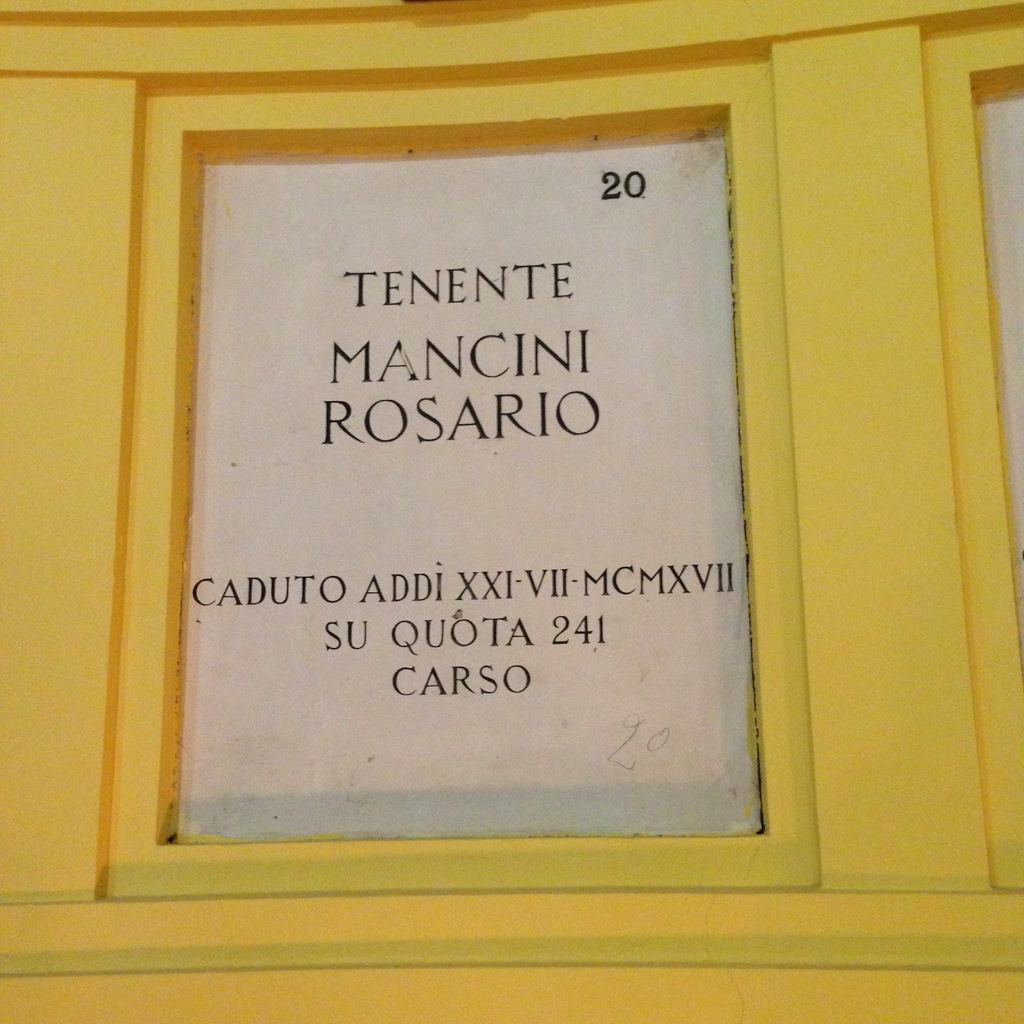 20
TENENTE
MANCINI
ROSARIO
CADUTO ADDÌ XXI-VII-MCMXVII
SU QUOTA 241
CARSO
20